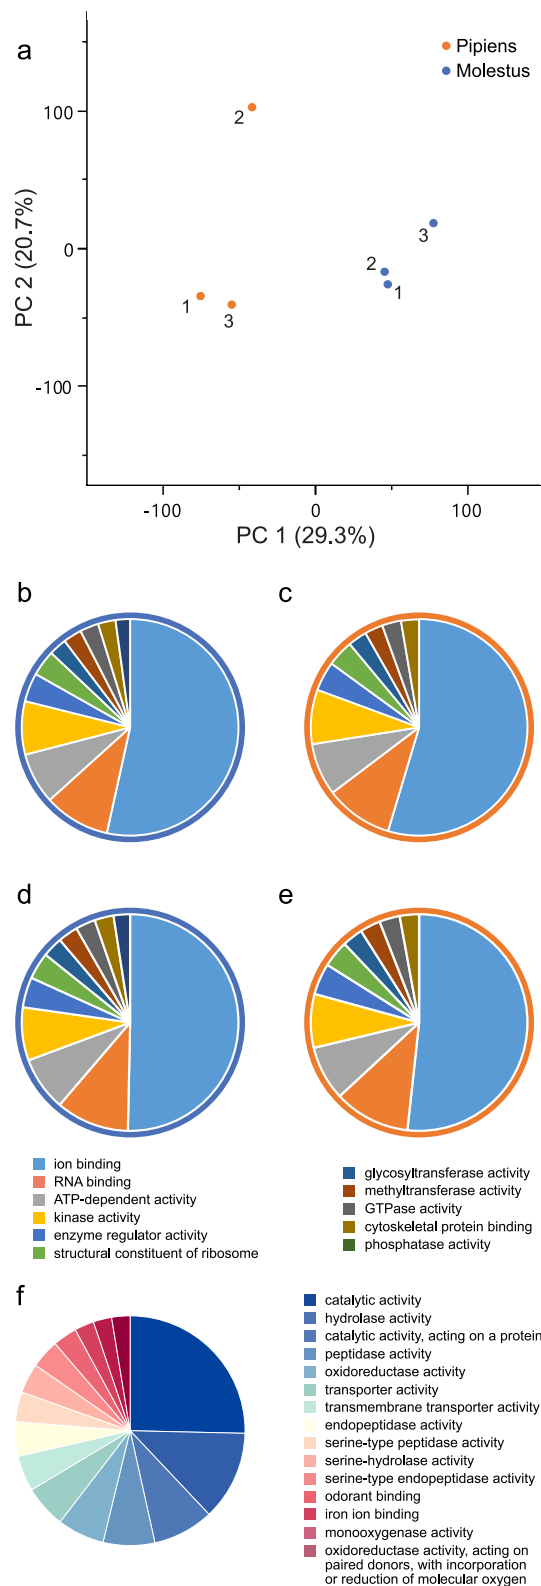 a
Pipiens
Molestus
100
0
-100
PC 2 (20.7%)
2
3
2
1
1
3
-100
0
100
PC 1 (29.3%)
b
c
d
e
ion binding
RNA binding
ATP-dependent activity
kinase activity
enzyme regulator activity
structural constituent of ribosome
glycosyltransferase activity
methyltransferase activity
GTPase activity
cytoskeletal protein binding
phosphatase activity
f
catalytic activity
hydrolase activity
catalytic activity, acting on a protein
peptidase activity
oxidoreductase activity
transporter activity
transmembrane transporter activity
endopeptidase activity
serine-type peptidase activity
serine-hydrolase activity
serine-type endopeptidase activity
odorant binding
iron ion binding
monooxygenase activity
oxidoreductase activity, acting on
paired donors, with incorporation
or reduction of molecular oxygen